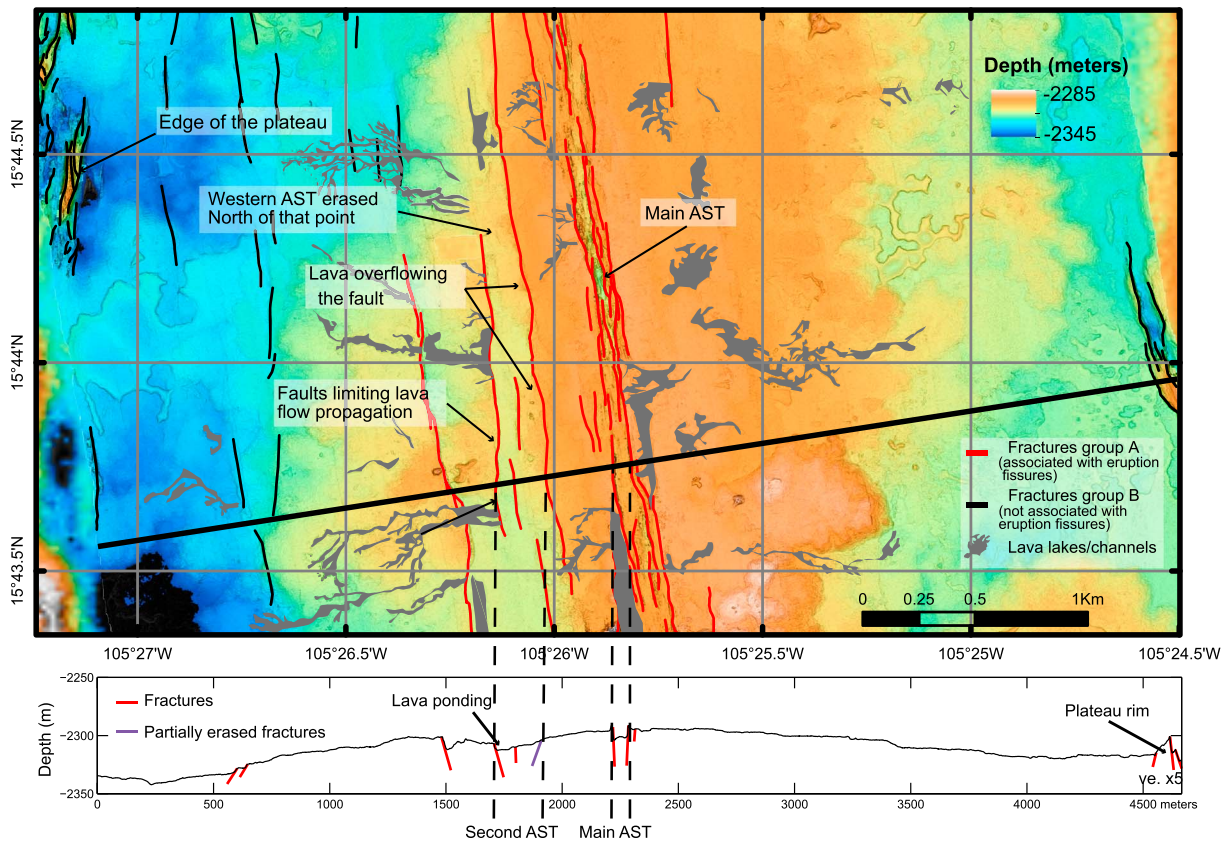 Depth (meters)
-2285
-2345
Edge of the plateau
15°44.5'N
Western AST erased
North of that point
Main AST
Lava overflowing
the fault
15°44'N
Faults limiting lava
flow propagation
Fractures group A
(associated with eruption
fissures)
Fractures group B
(not associated with
eruption fissures)
Lava lakes/channels
15°43.5'N
0 0.25 0.5 1Km
105°27'W 105°26.5'W 105°26'W 105°25.5'W 105°25'W 105°24.5'W
−2250
Fractures
Lava ponding
Plateau rim
Partially erased fractures
−2300
Depth (m)
ve. x5
−2350
0 500 1000 1500 2000 2500 3000 3500 4000 4500 meters
Second AST Main AST